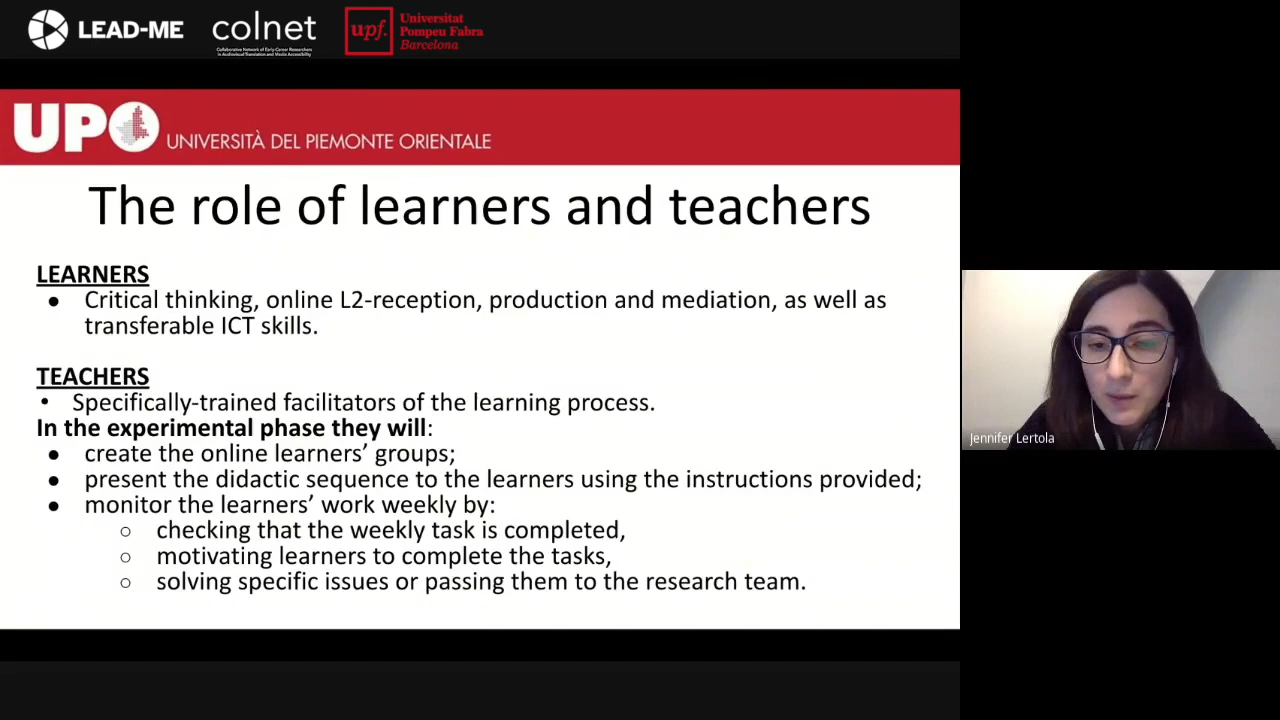 LEAD-ME
colnet
Collaborative Network of Early Career Researchers
in Audiovisual Translation and Media Accessibility
upf.
Universitat
Pompeu Fabra
Barcelona
UPO
UNIVERSITÀ DEL PIEMONTE ORIENTALE
The role of learners and teachers
LEARNERS
● Critical thinking, online L2-reception, production and mediation, as well as
transferable ICT skills.
TEACHERS
• Specifically-trained facilitators of the learning process.
In the experimental phase they will:
● create the online learners’ groups;
● present the didactic sequence to the learners using the instructions provided;
● monitor the learners’ work weekly by:
○ checking that the weekly task is completed,
○ motivating learners to complete the tasks,
○ solving specific issues or passing them to the research team.
Jennifer Lertola